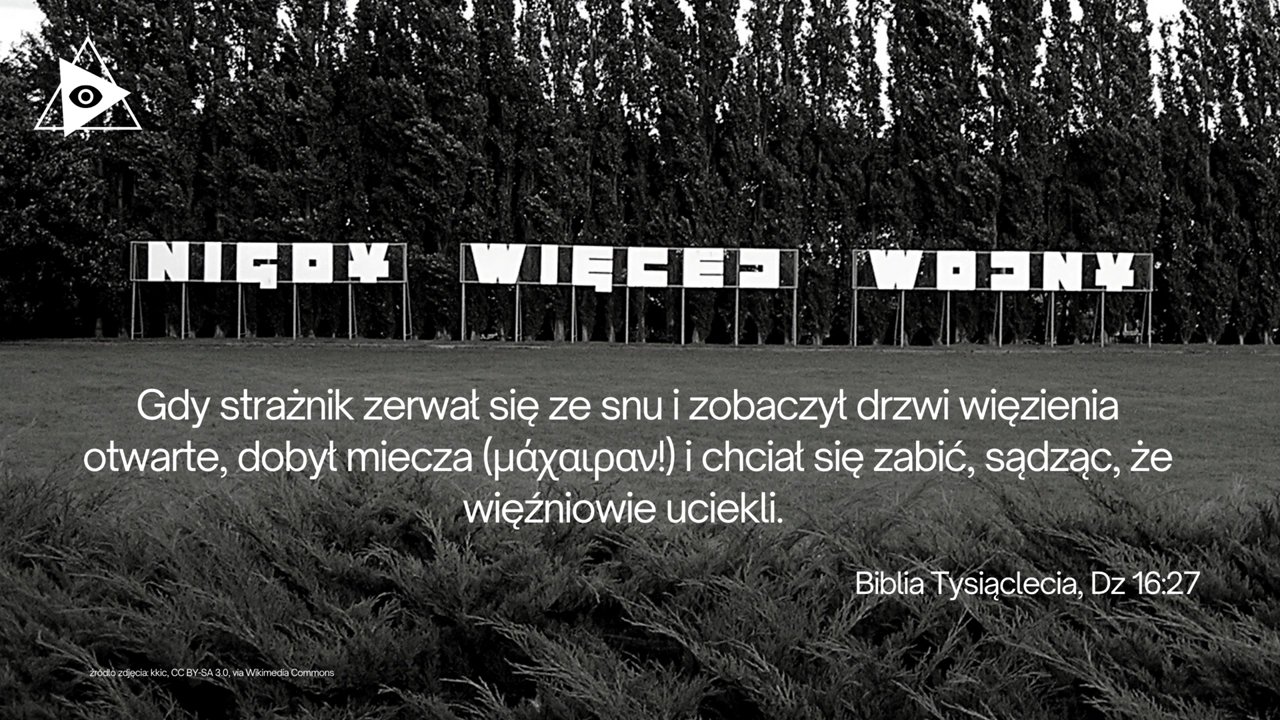 NIGDY WIĘCEJ WOJNY
Gdy strażnik zerwał się ze snu i zobaczył drzwi więzienia
otwarte, dobył miecza (μάχαιραν!) i chciał się zabić, sądząc, że
więźniowie uciekli.
Biblia Tysiąclecia, Dz 16:27
źródło zdjęcia: kkic, CC BY-SA 3.0, via Wikimedia Commons